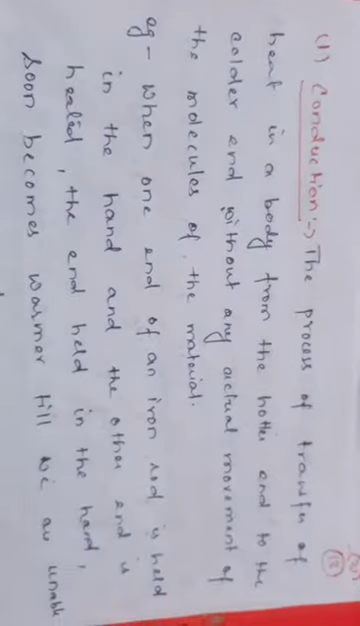 (1) Conduction :→ The process of transfer of
heat in a body from the hotter end to the
colder end without any actual movement of
the molecules of the material.
eg - When one end of an iron rod is held
in the hand and the other end is
heated, the end held in the hand,
soon becomes warmer till we are unable